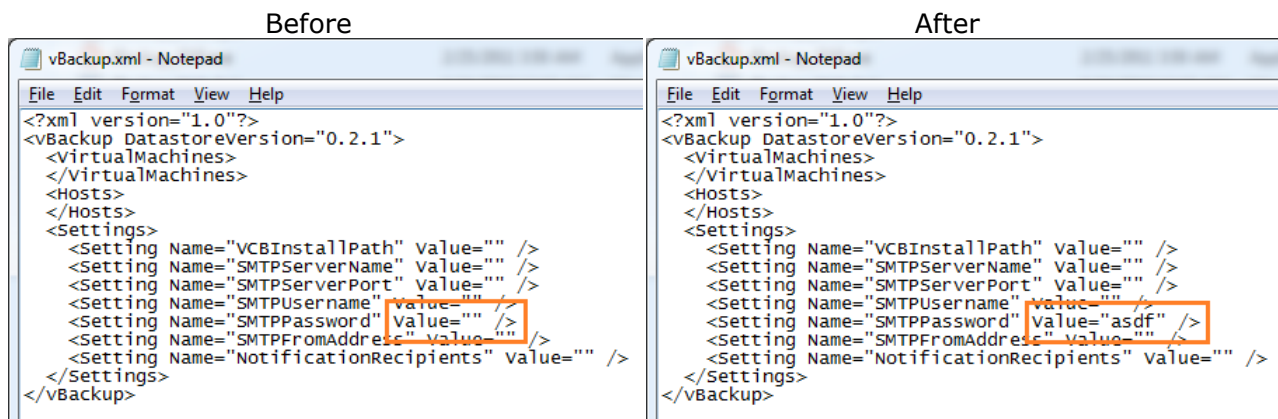 Before
vBackup.xml - Notepad
File Edit Format View Help
<?xml version="1.0"?>
<vBackup DatastoreVersion="0.2.1">
  <VirtualMachines>
  </VirtualMachines>
  <Hosts>
  </Hosts>
  <Settings>
    <Setting Name="VCBInstallPath" Value="" />
    <Setting Name="SMTPServerName" Value="" />
    <Setting Name="SMTPServerPort" Value="" />
    <Setting Name="SMTPUsername" Value="" />
    <Setting Name="SMTPPassword" Value="" />
    <Setting Name="SMTPFromAddress" Value="" />
    <Setting Name="NotificationRecipients" Value="" />
  </Settings>
</vBackup>
After
vBackup.xml - Notepad
File Edit Format View Help
<?xml version="1.0"?>
<vBackup DatastoreVersion="0.2.1">
  <VirtualMachines>
  </VirtualMachines>
  <Hosts>
  </Hosts>
  <Settings>
    <Setting Name="VCBInstallPath" Value="" />
    <Setting Name="SMTPServerName" Value="" />
    <Setting Name="SMTPServerPort" Value="" />
    <Setting Name="SMTPUsername" Value="" />
    <Setting Name="SMTPPassword" Value="asdf" />
    <Setting Name="SMTPFromAddress" Value="" />
    <Setting Name="NotificationRecipients" Value="" />
  </Settings>
</vBackup>